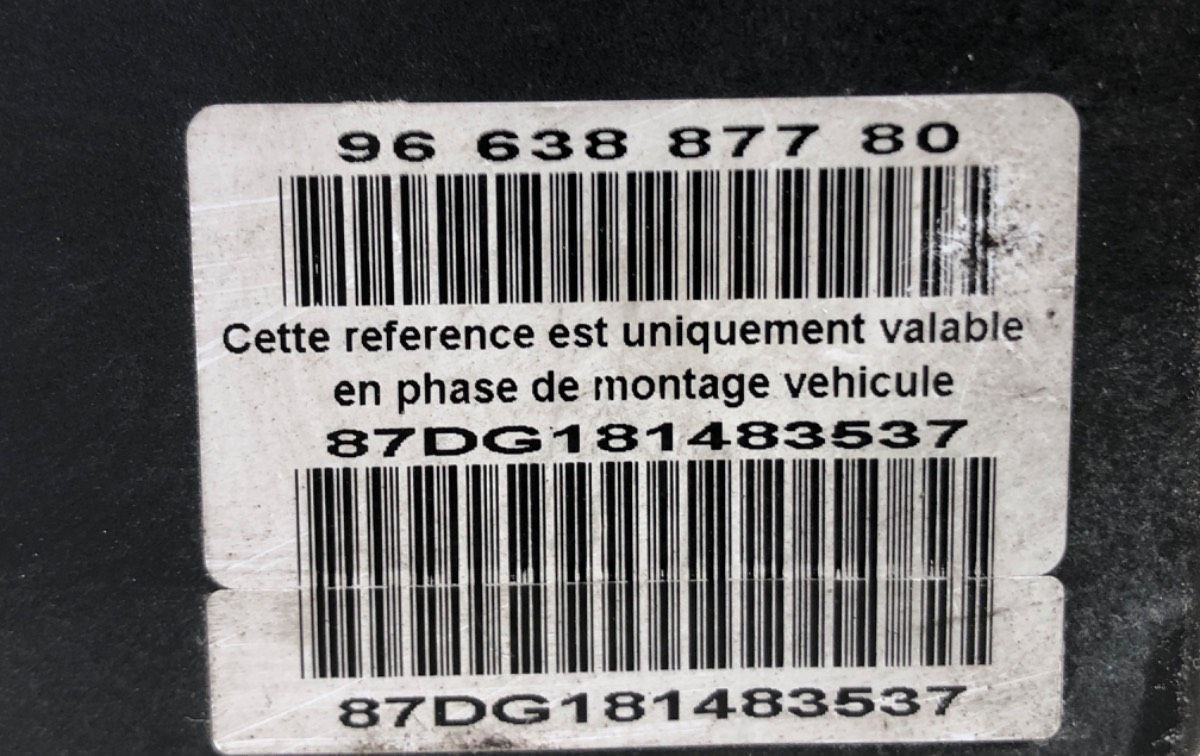 96 638 877 80
Cette reference est uniquement valable
en phase de montage vehicule
87DG181483537
87DG181483537